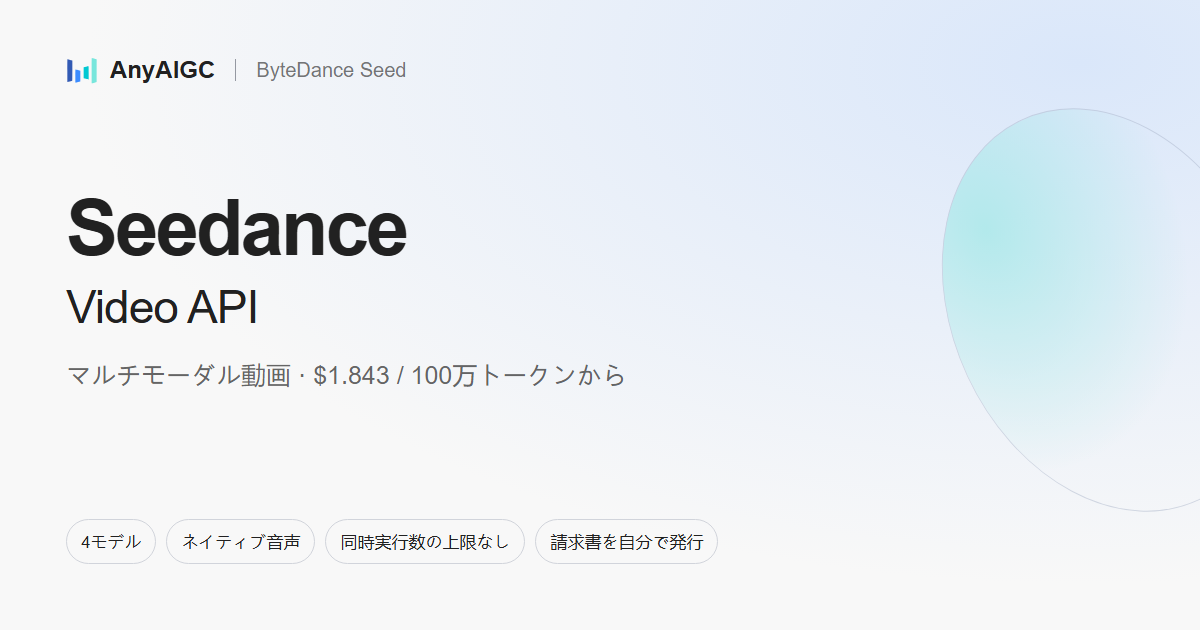 AnyAIGC | ByteDance Seed
Seedance
Video API
マルチモーダル動画 · $1.843 / 100万トークンから
4モデル ネイティブ音声 同時実行数の上限なし 請求書を自分で発行